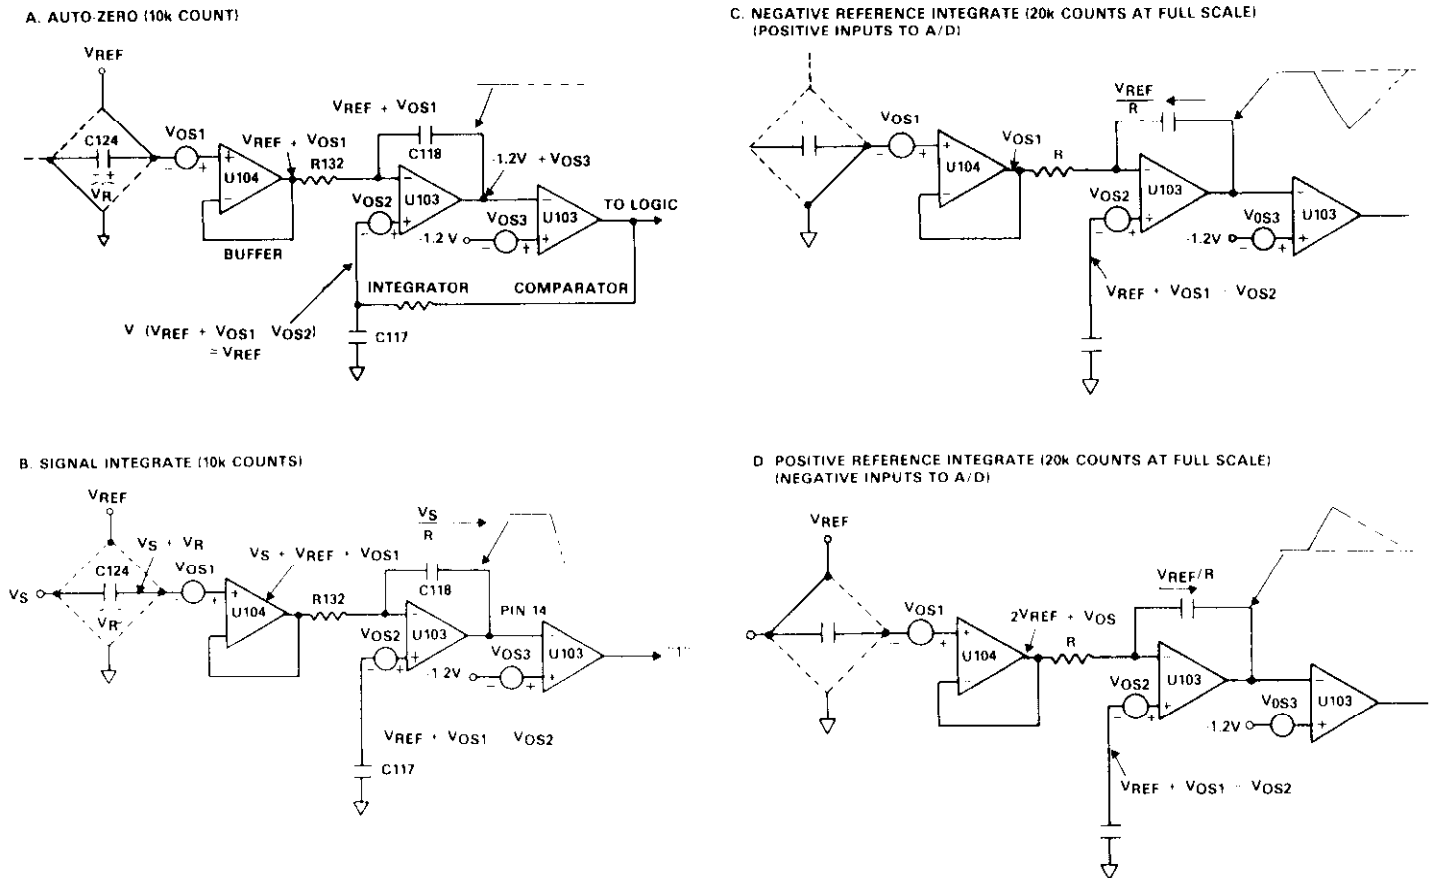 A. AUTO-ZERO (10k COUNT)
VREF
C124
VR
VOS1
VREF + VOS1
U104
BUFFER
R132
VREF + VOS1
C118
-1.2V + VOS3
VOS2
U103
VOS3
-1.2 V
U103
TO LOGIC
INTEGRATOR
COMPARATOR
V (VREF + VOS1 VOS2)
= VREF
C117
C. NEGATIVE REFERENCE INTEGRATE (20k COUNTS AT FULL SCALE)
(POSITIVE INPUTS TO A/D)
VOS1
U104
VOS1
R
VREF
R
VOS2
U103
VOS3
-1.2V
U103
VREF + VOS1 - VOS2
B. SIGNAL INTEGRATE (10k COUNTS)
VREF
VS
VS + VR
C124
VR
VOS1
VS + VREF + VOS1
U104
R132
VS
R
C118
VOS2
U103
PIN 14
VOS3
-1.2V
U103
"1"
VREF + VOS1 VOS2
C117
D POSITIVE REFERENCE INTEGRATE (20k COUNTS AT FULL SCALE)
(NEGATIVE INPUTS TO A/D)
VREF
VOS1
U104
2VREF + VOS
R
VREF/R
VOS2
U103
VOS3
-1.2V
U103
VREF + VOS1 - VOS2